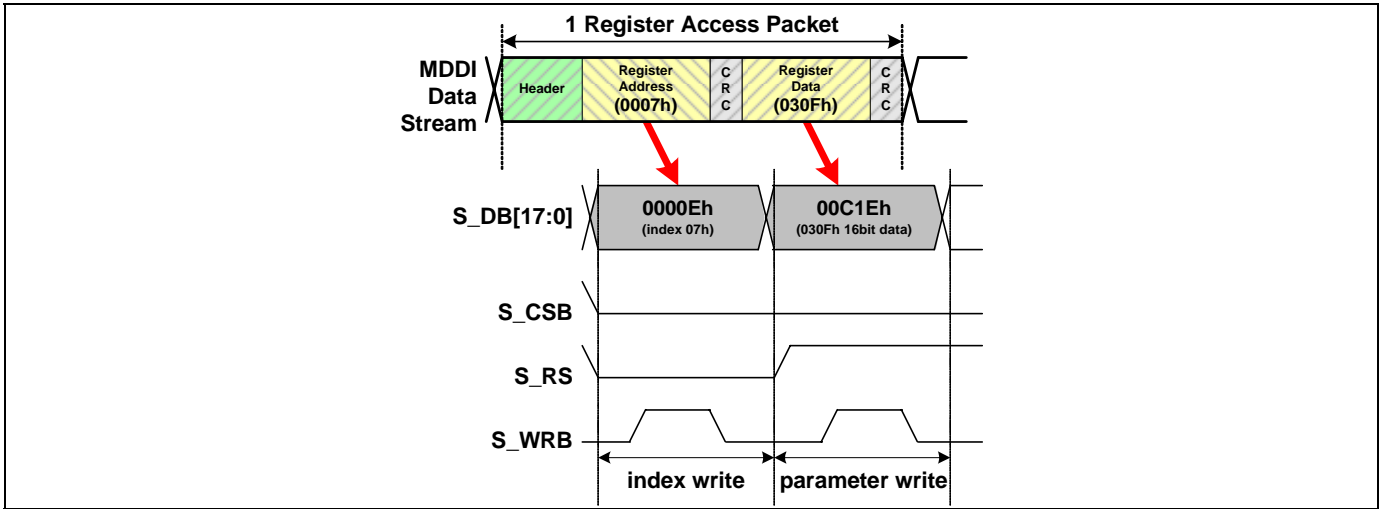 1 Register Access Packet
MDDI
Data
Stream
Header
Register
Address
(0007h)
C
R
C
Register
Data
(030Fh)
C
R
C
S_DB[17:0]
0000Eh
(index 07h)
00C1Eh
(030Fh 16bit data)
S_CSB
S_RS
S_WRB
index write
parameter write